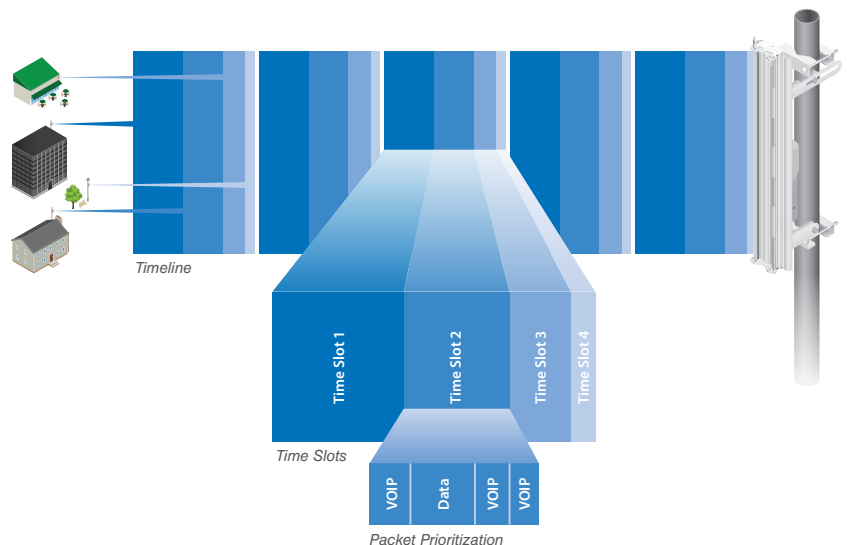 Timeline
Time Slot 1
Time Slot 2
Time Slot 3
Time Slot 4
Time Slots
VOIP
Data
VOIP
VOIP
Packet Prioritization